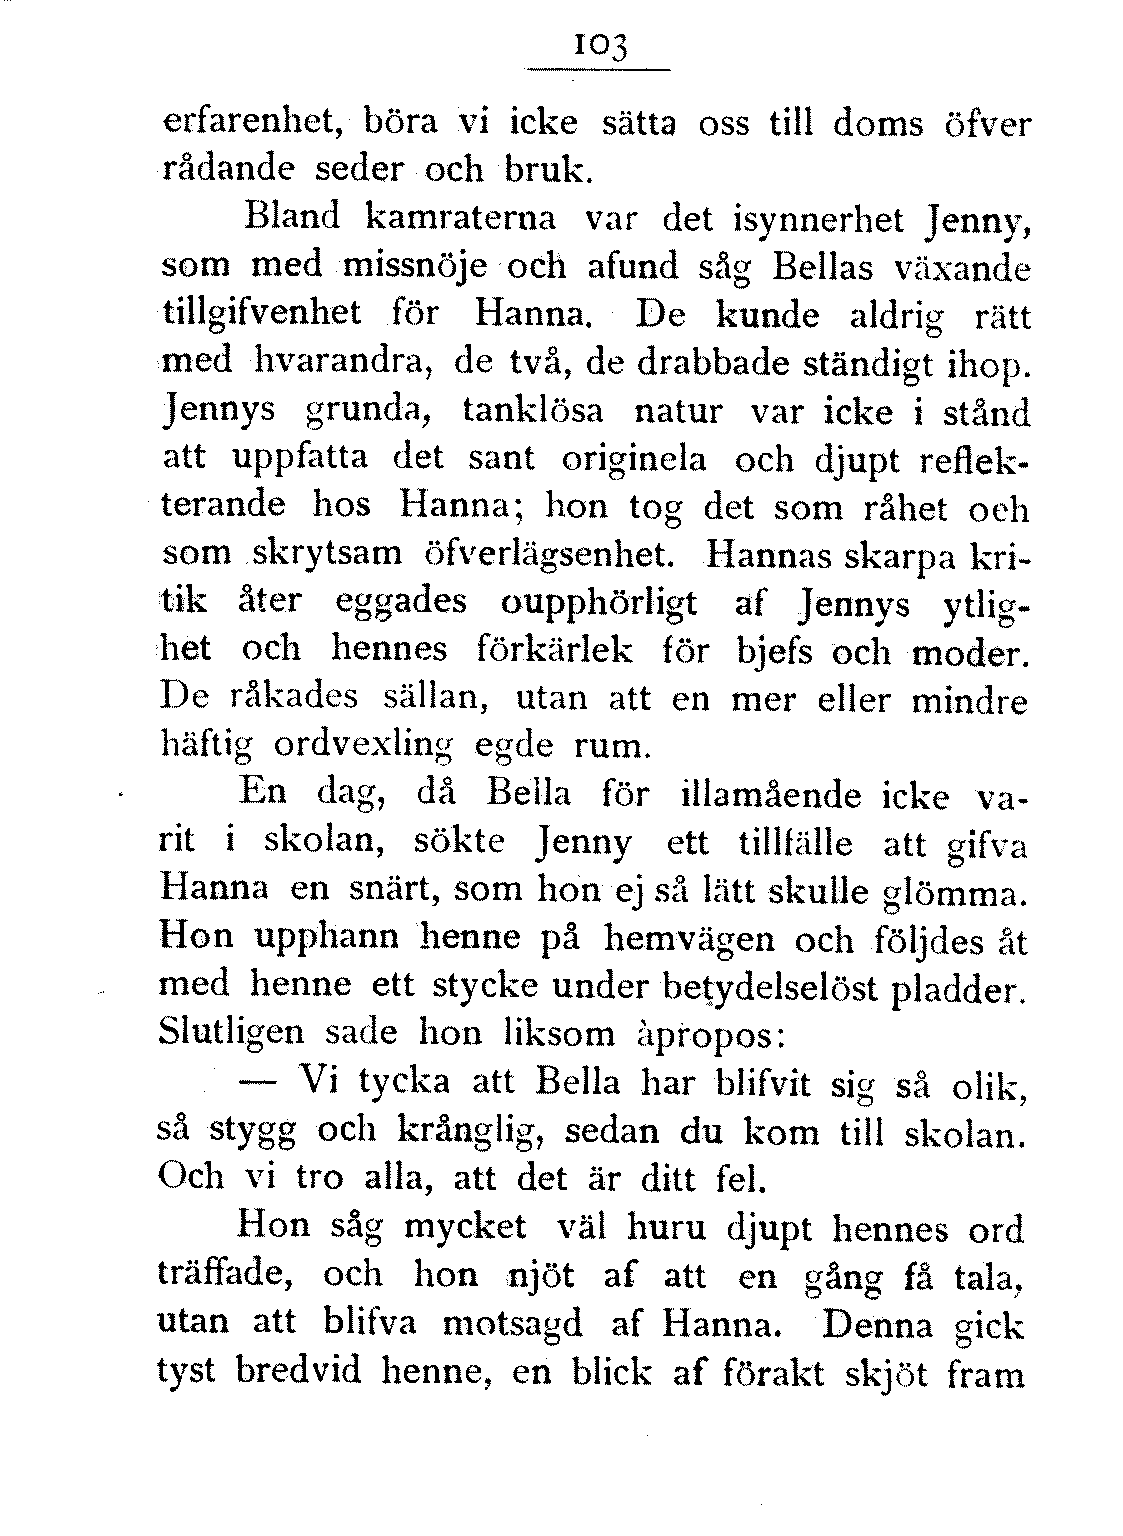 103
erfarenhet, böra vi icke sätta oss till doms öfver
rådande seder och bruk.
Bland kamraterna var det isynnerhet Jenny,
som med missnöje och afund såg Bellas växande
tillgifvenhet för Hanna. De kunde aldrig rätt
med hvarandra, de två, de drabbade ständigt ihop.
Jennys grunda, tanklösa natur var icke i stånd
att uppfatta det sant originela och djupt reflek-
terande hos Hanna; hon tog det som råhet och
som skrytsam öfverlägsenhet. Hannas skarpa kri-
tik åter eggades oupphörligt af Jennys ytlig-
het och hennes förkärlek för bjefs och moder.
De råkades sällan, utan att en mer eller mindre
häftig ordvexling egde rum.
En dag, då Bella för illamående icke va-
rit i skolan, sökte Jenny ett tillfälle att gifva
Hanna en snärt, som hon ej så lätt skulle glömma.
Hon upphann henne på hemvägen och följdes åt
med henne ett stycke under betydelselöst pladder.
Slutligen sade hon liksom àpropos:
— Vi tycka att Bella har blifvit sig så olik,
så stygg och krånglig, sedan du kom till skolan.
Och vi tro alla, att det är ditt fel.
Hon såg mycket väl huru djupt hennes ord
träffade, och hon njöt af att en gång få tala,
utan att blifva motsagd af Hanna. Denna gick
tyst bredvid henne, en blick af förakt skjöt fram